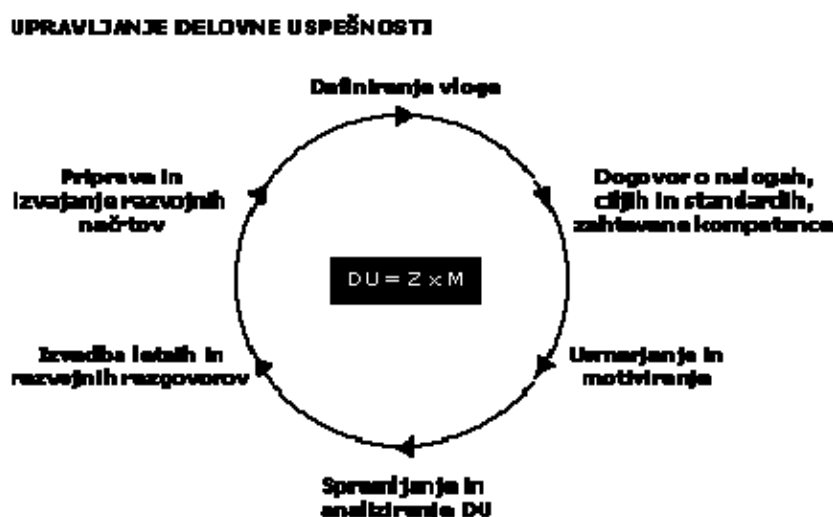 UPRAVLJANJE DELOVNE USPEŠNOSTI
Definiranje vloge
Dogovor o nalogah,
ciljih in standardih,
zahtevane kompetence
Usmerjanje in
motiviranje
Spremljanje in
analiziranje DU
Izvedba letnih in
razvojnih razgovorov
Priprava in
izvajanje razvojnih
načrtov
DU = Z x M